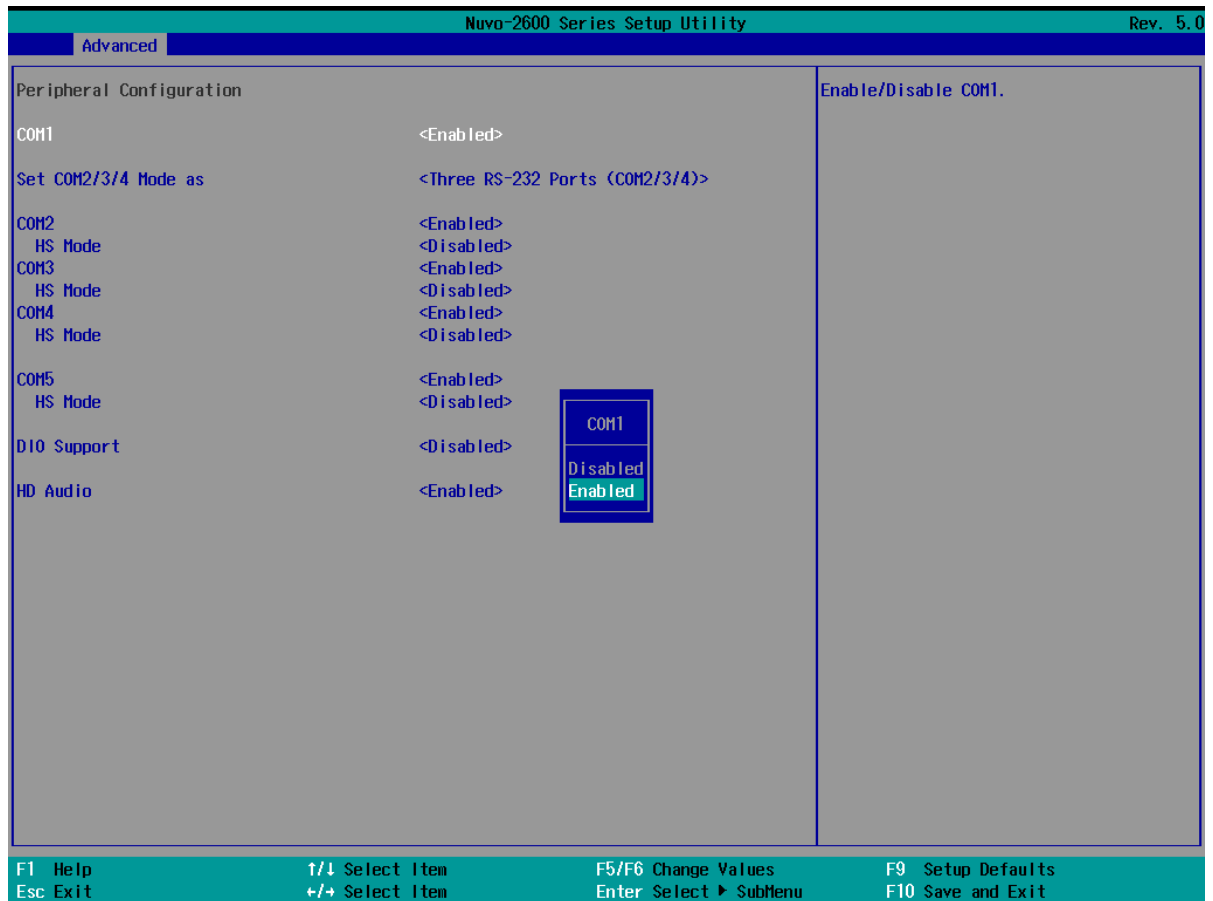 Nuvo-2600 Series Setup Utility Rev. 5.0
Advanced
Peripheral Configuration
Enable/Disable COM1.
COM1 <Enabled>
Set COM2/3/4 Mode as <Three RS-232 Ports (COM2/3/4)>
COM2 <Enabled>
HS Mode <Disabled>
COM3 <Enabled>
HS Mode <Disabled>
COM4 <Enabled>
HS Mode <Disabled>
COM5 <Enabled>
HS Mode <Disabled>
DIO Support <Disabled>
HD Audio <Enabled>
COM1
Disabled
Enabled
F1 Help ↑/↓ Select Item F5/F6 Change Values F9 Setup Defaults
Esc Exit ←/→ Select Item Enter Select ▶ SubMenu F10 Save and Exit